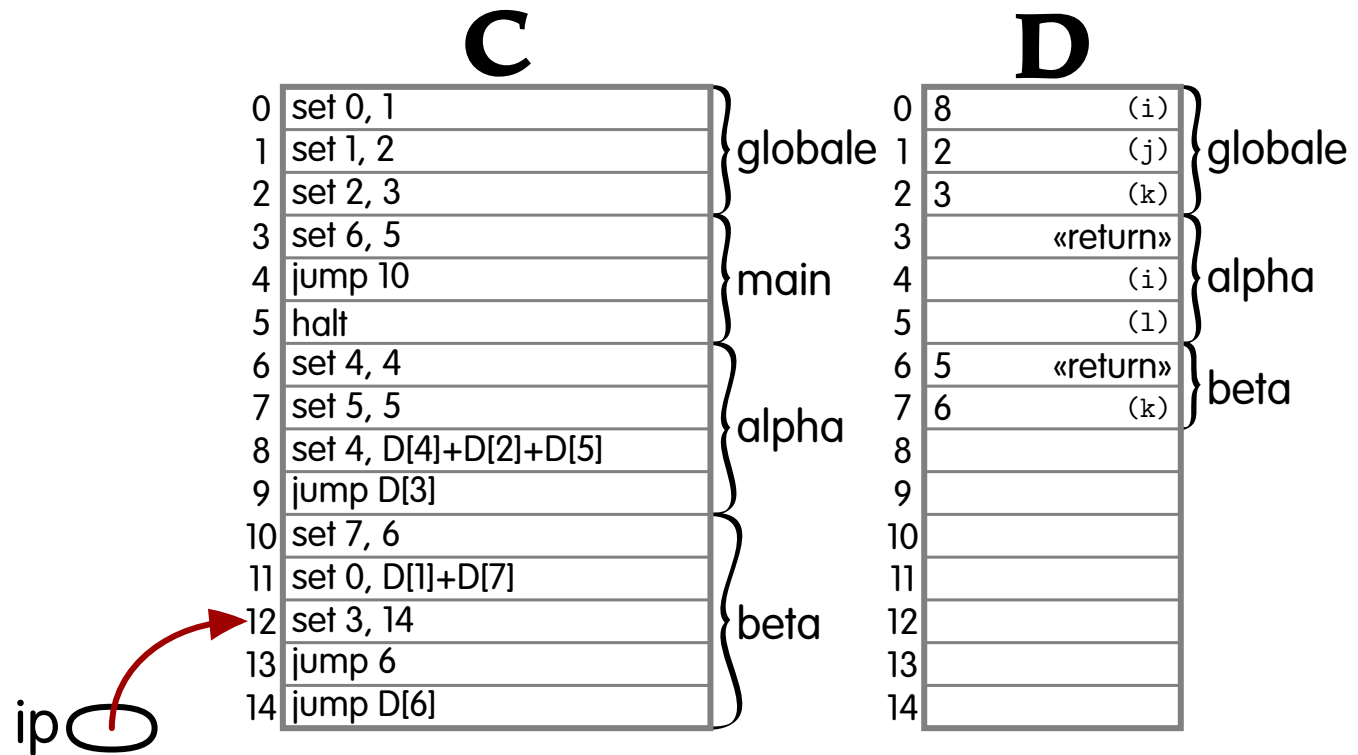 C D
0 set 0, 1 0 8 (i)
1 set 1, 2 globale 1 2 (j) globale
2 set 2, 3 2 3 (k)
3 set 6, 5 3 «return»
4 jump 10 main 4 (i) alpha
5 halt 5 (l)
6 set 4, 4 6 5 «return»
7 set 5, 5 alpha 7 6 (k) beta
8 set 4, D[4]+D[2]+D[5] 8
9 jump D[3] 9
10 set 7, 6 10
11 set 0, D[1]+D[7] 11
12 set 3, 14 beta 12
13 jump 6 13
14 jump D[6] 14
ip